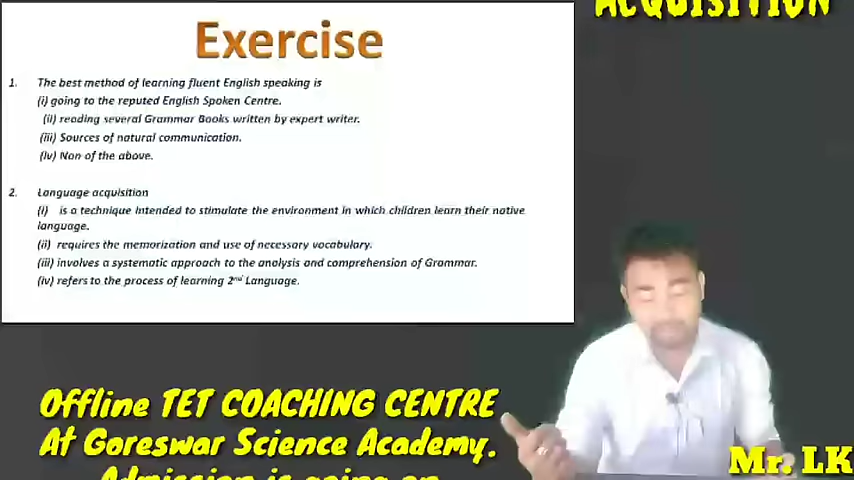 ACQUISITION
Exercise
1. The best method of learning fluent English speaking is
(i) going to the reputed English Spoken Centre.
(ii) reading several Grammar Books written by expert writer.
(iii) Sources of natural communication.
(iv) Non of the above.
2. Language acquisition
(i) is a technique intended to stimulate the environment in which children learn their native
language.
(ii) requires the memorization and use of necessary vocabulary.
(iii) involves a systematic approach to the analysis and comprehension of Grammar.
(iv) refers to the process of learning 2nd Language.
Offline TET COACHING CENTRE
At Goreswar Science Academy.
Admission is going on
Mr. LK